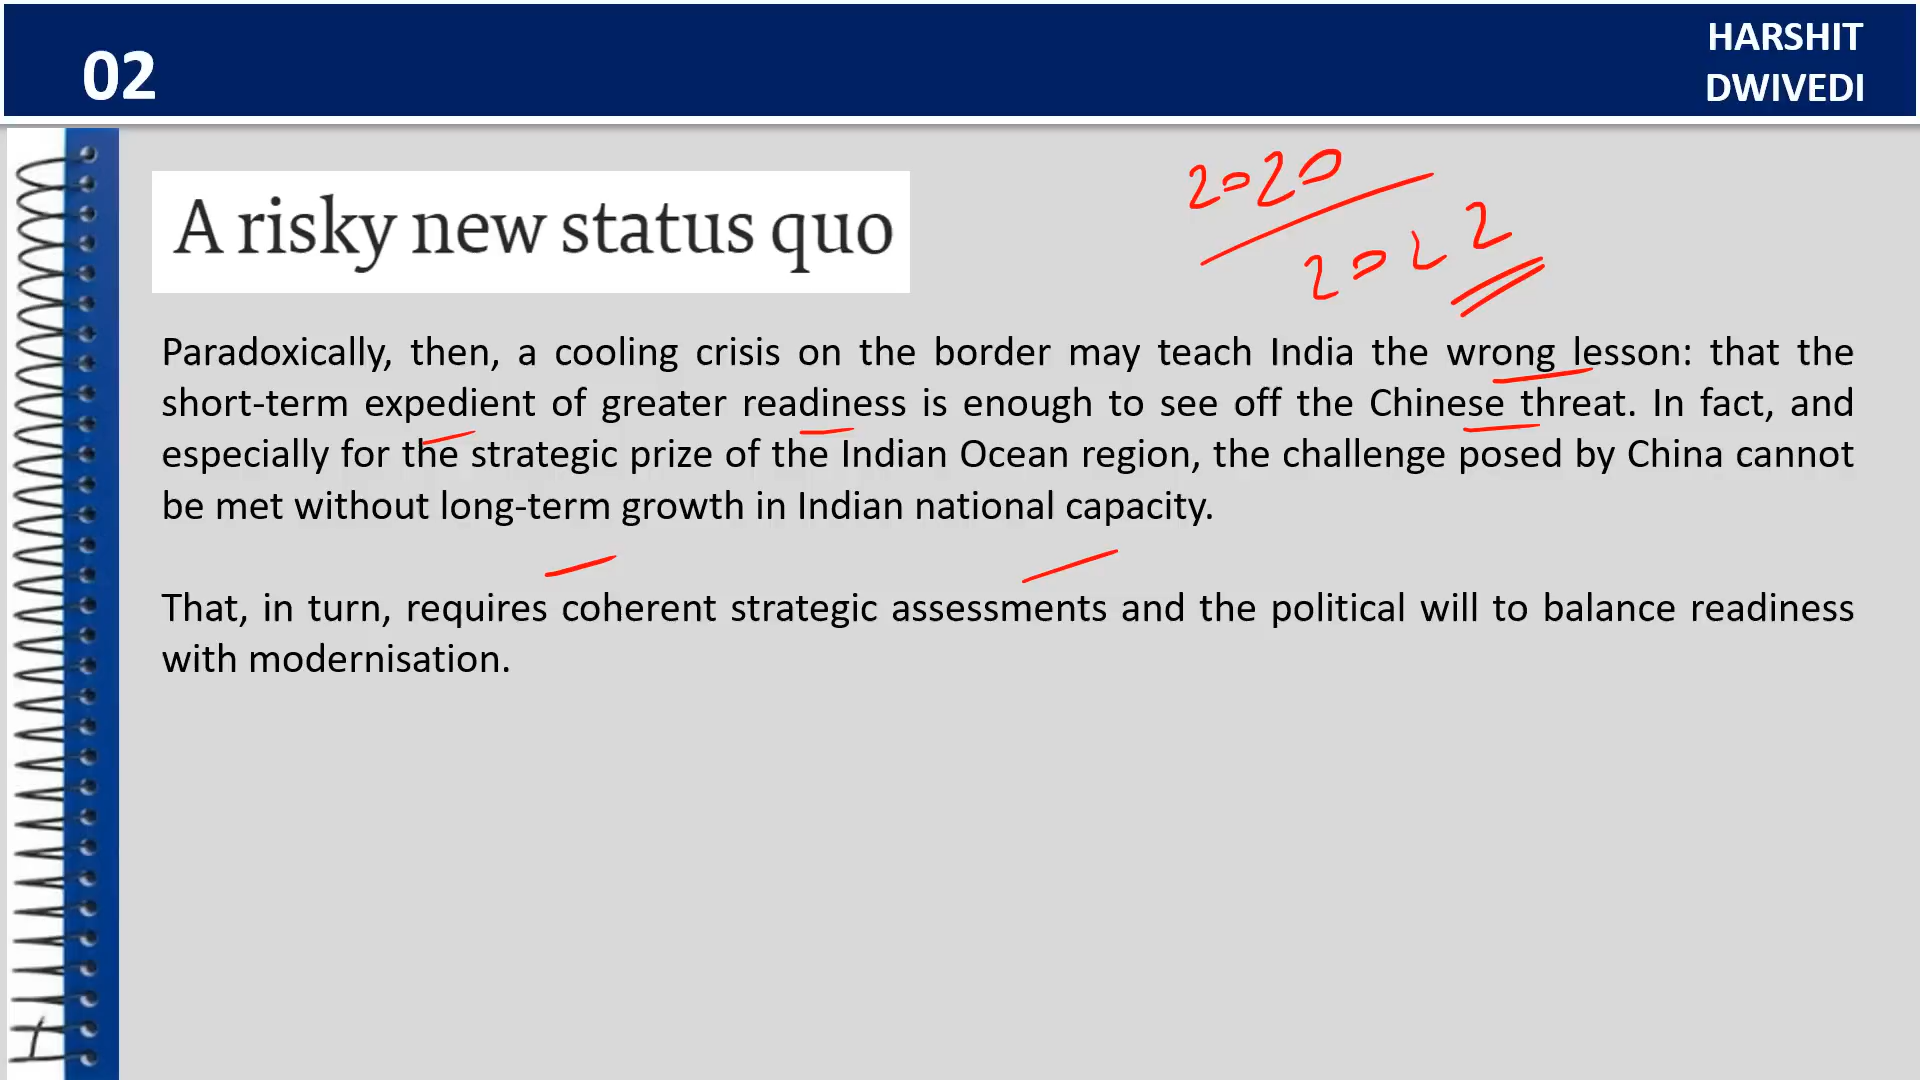 02
HARSHIT
DWIVEDI
A risky new status quo
2020
2022
Paradoxically, then, a cooling crisis on the border may teach India the wrong lesson: that the
short-term expedient of greater readiness is enough to see off the Chinese threat. In fact, and
especially for the strategic prize of the Indian Ocean region, the challenge posed by China cannot
be met without long-term growth in Indian national capacity.
That, in turn, requires coherent strategic assessments and the political will to balance readiness
with modernisation.